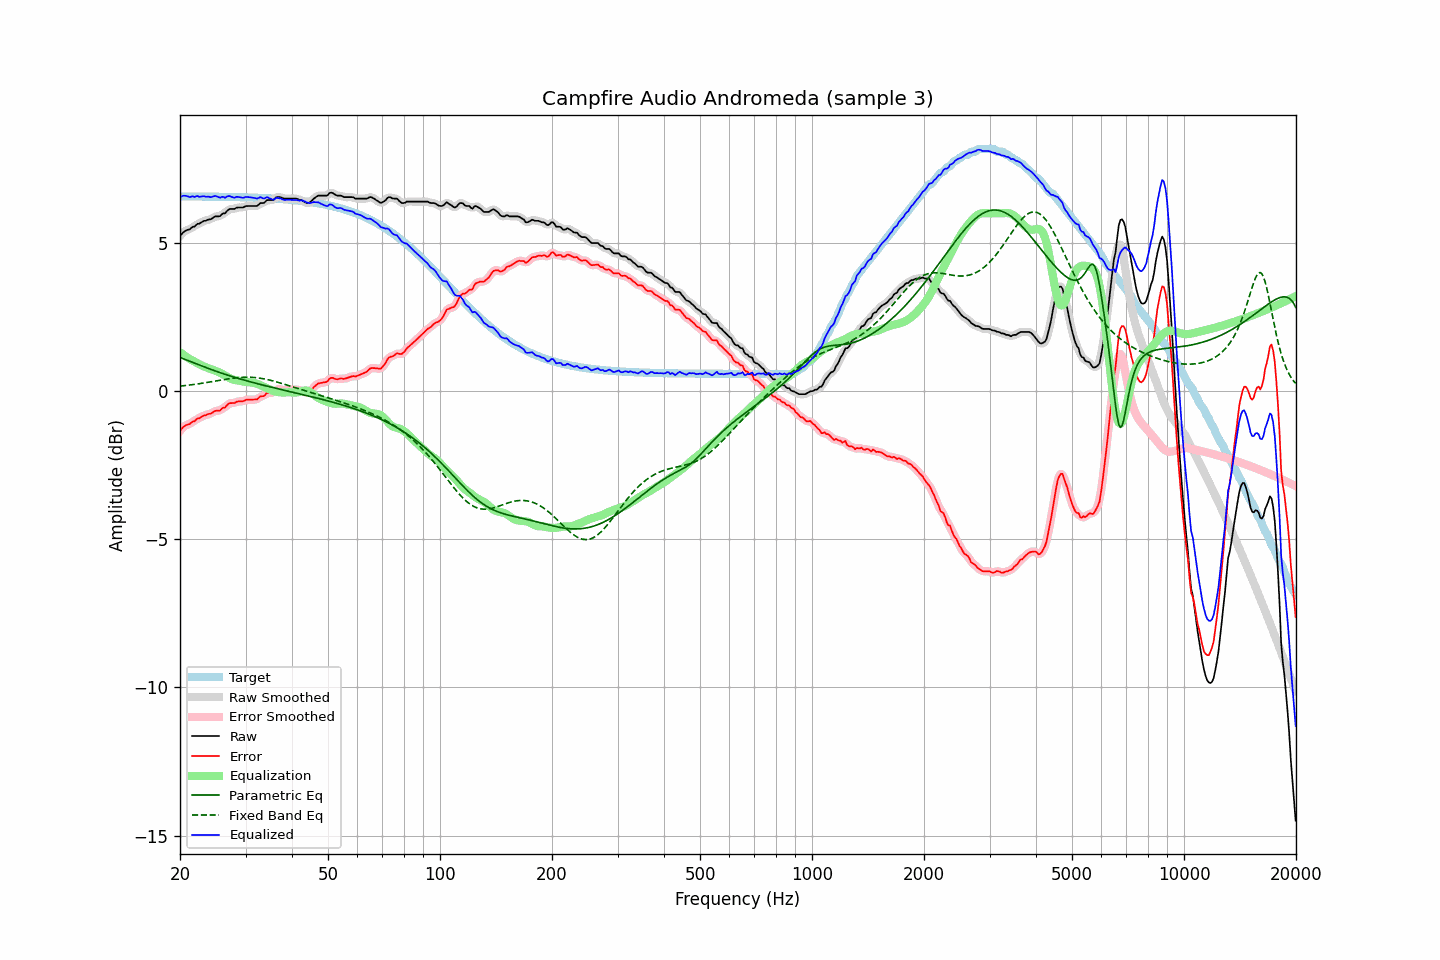 Campfire Audio Andromeda (sample 3)
Amplitude (dBr)
5
0
−5
−10
−15
Target
Raw Smoothed
Error Smoothed
Raw
Error
Equalization
Parametric Eq
Fixed Band Eq
Equalized
20 50 100 200 500 1000 2000 5000 10000 20000
Frequency (Hz)